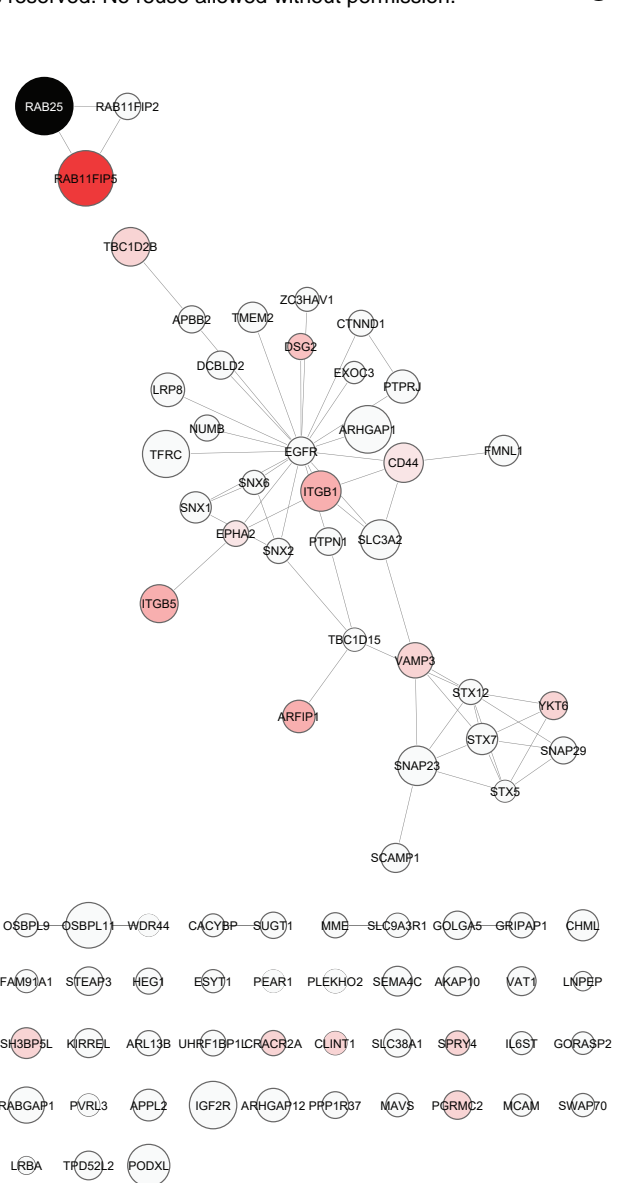 reserved. No reuse allowed without permission.
RAB25
RAB11FIP2
RAB11FIP5
TBC1D2B
ZC3HAV1
APBB2
TMEM2
CTNND1
DSG2
DCBLD2
EXOC3
PTPRJ
LRP8
NUMB
ARHGAP1
TFRC
EGFR
FMNL1
CD44
SNX6
ITGB1
SNX1
EPHA2
PTPN1
SLC3A2
SNX2
ITGB5
TBC1D15
VAMP3
STX12
YKT6
ARFIP1
STX7
SNAP29
SNAP23
STX5
SCAMP1
OSBPL9 OSBPL11 WDR44 CACYBP SUGT1 MME SLC9A3R1 GOLGA5 GRIPAP1 CHML
FAM91A1 STEAP3 HEG1 ESYT1 PEAR1 PLEKHO2 SEMA4C AKAP10 VAT1 LNPEP
SH3BP5L KIRREL ARL13B UHRF1BP1L CRACR2A CLINT1 SLC38A1 SPRY4 IL6ST GORASP2
RABGAP1 PVRL3 APPL2 IGF2R ARHGAP12 PPP1R37 MAVS PGRMC2 MCAM SWAP70
LRBA TPD52L2 PODXL